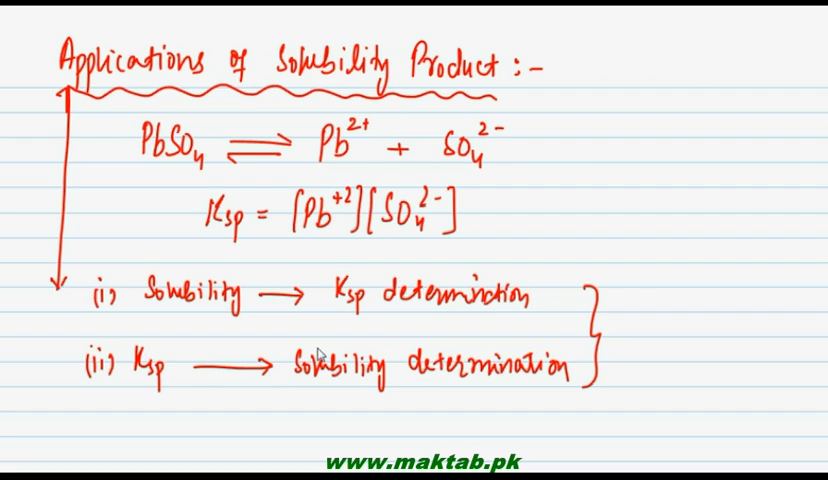 Applications of Solubility Product :-
PbSO₄ ⇌ Pb²⁺ + SO₄²⁻
Ksp = [Pb⁺²][SO₄²⁻]
(i) Solubility → Ksp determination
(ii) Ksp → Solubility determination
www.maktab.pk